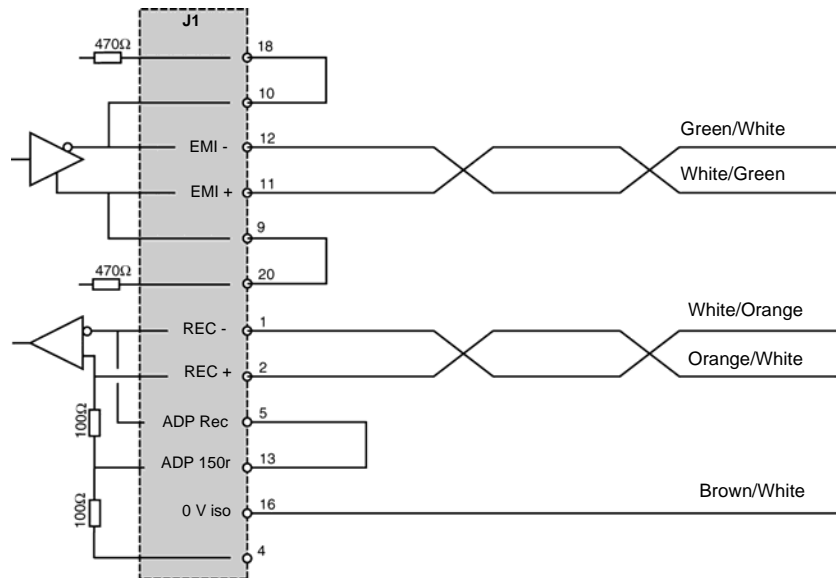 J1
470Ω
18
10
EMI - 12
Green/White
EMI + 11
White/Green
9
470Ω
20
REC - 1
White/Orange
REC + 2
Orange/White
100Ω
ADP Rec 5
ADP 150r 13
100Ω
0 V iso 16
Brown/White
4